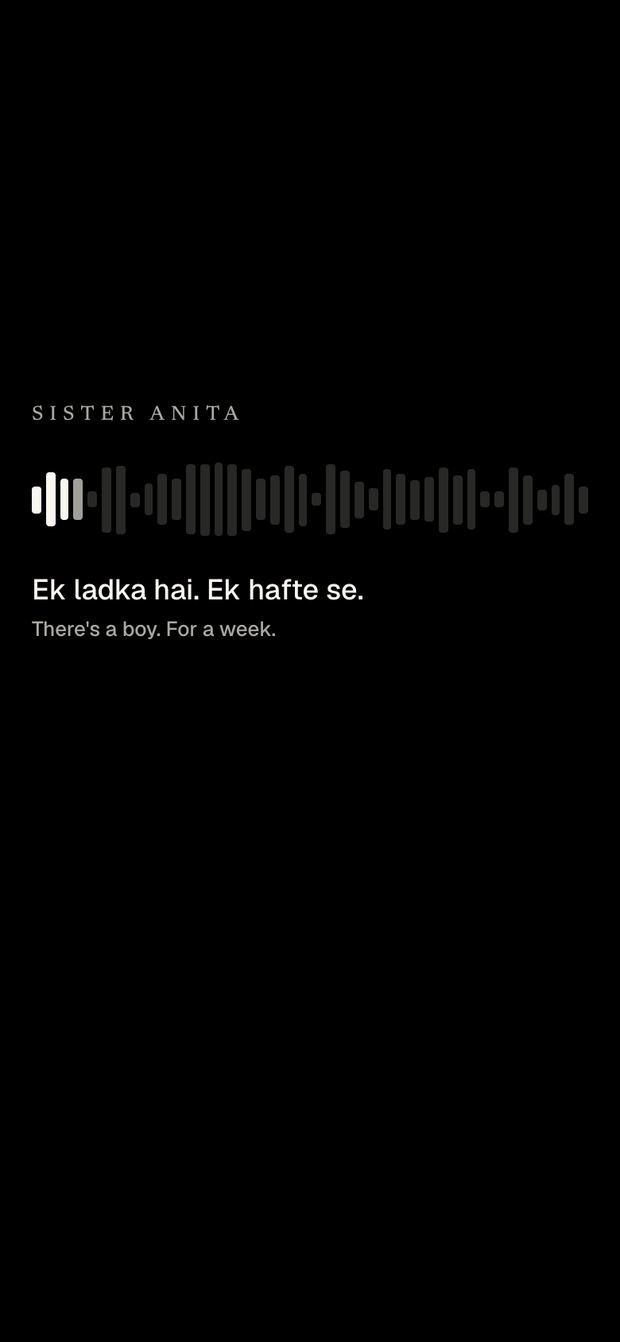 SISTER ANITA
Ek ladka hai. Ek hafte se.
There's a boy. For a week.